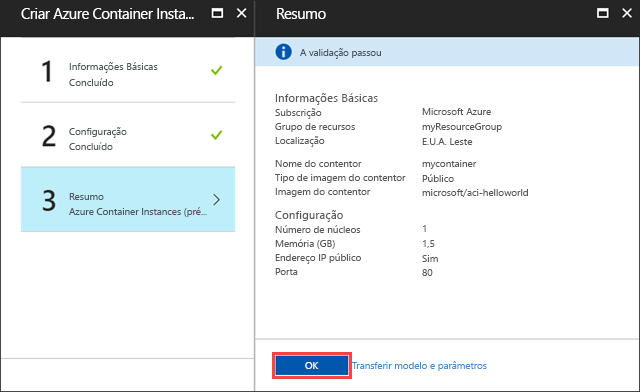 Criar Azure Container Insta...
1
Informações Básicas
Concluído
2
Configuração
Concluído
3
Resumo
Azure Container Instances (pré...
Resumo
A validação passou
Informações Básicas
Subscrição Microsoft Azure
Grupo de recursos myResourceGroup
Localização E.U.A. Leste
Nome do contentor mycontainer
Tipo de imagem do contentor Público
Imagem do contentor microsoft/aci-helloworld
Configuração
Número de núcleos 1
Memória (GB) 1,5
Endereço IP público Sim
Porta 80
OK Transferir modelo e parâmetros